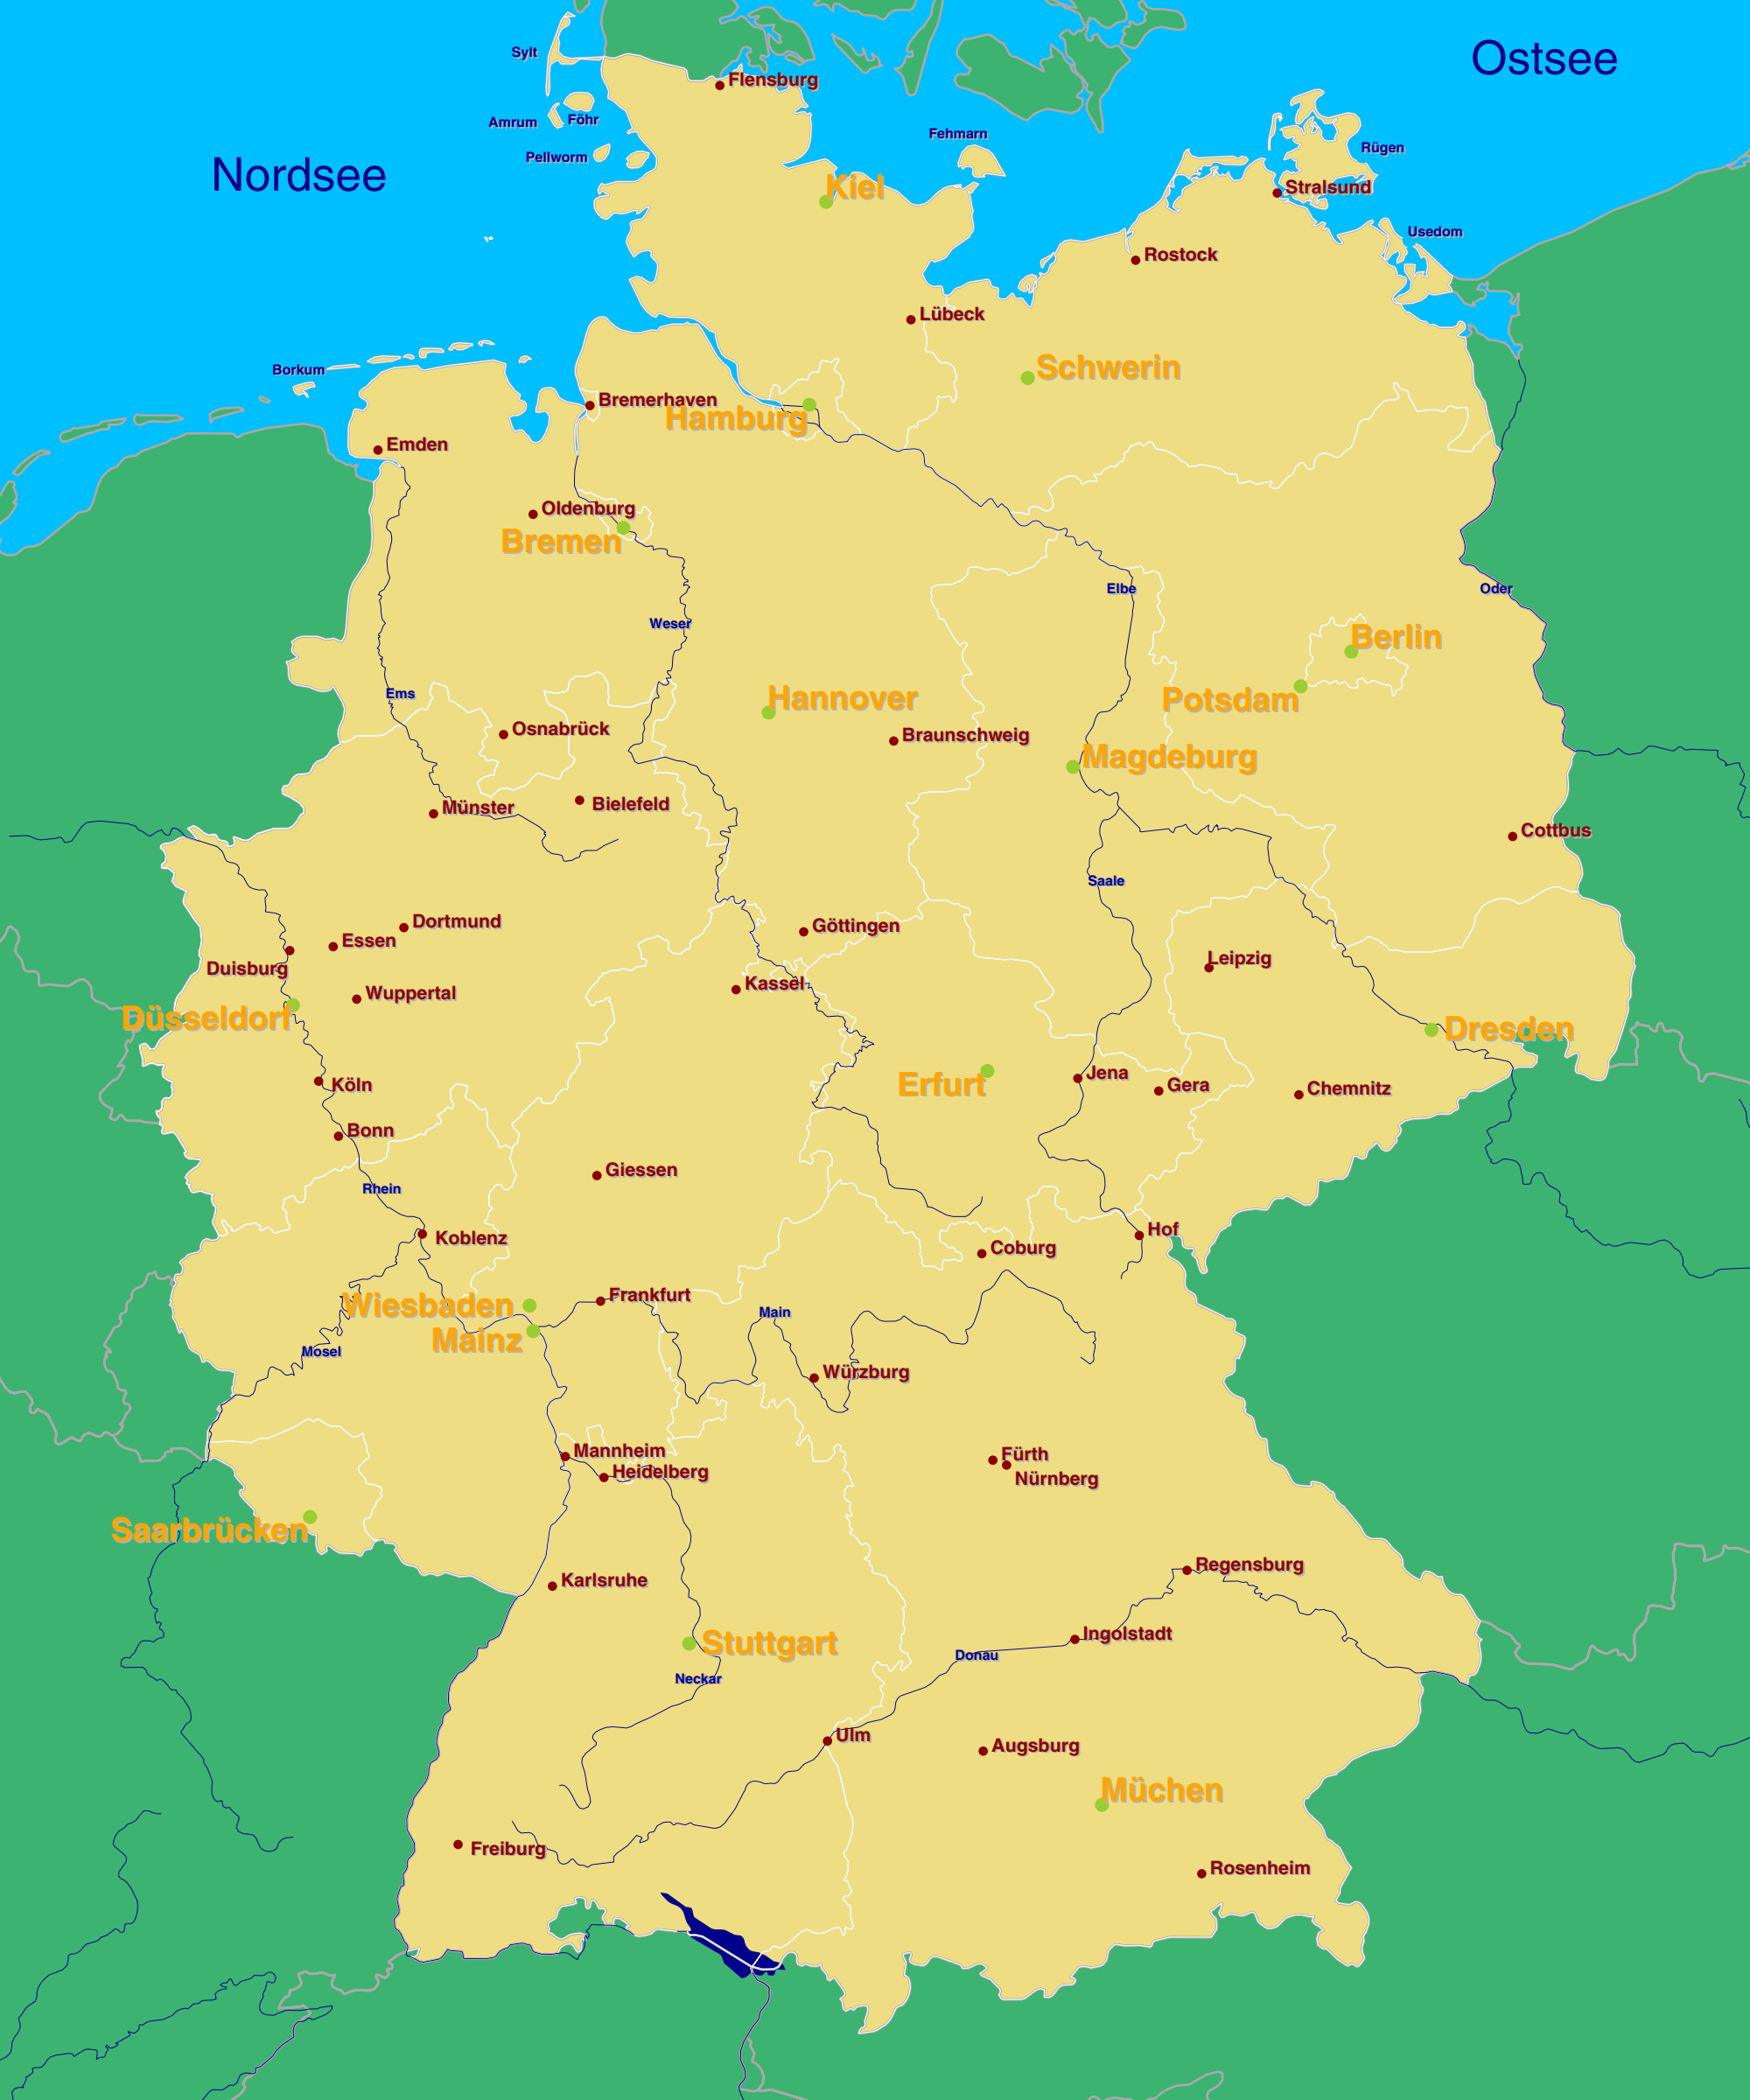 Ostsee
Sylt
Flensburg
Föhr
Amrum
Fehmarn
Rügen
Pellworm
Nordsee
Kiel
Stralsund
Usedom
Rostock
Lübeck
Schwerin
Borkum
Bremerhaven
Hamburg
Emden
Oldenburg
Bremen
Elbe
Oder
Weser
Berlin
Ems
Hannover
Potsdam
Osnabrück
Braunschweig
Magdeburg
Münster
Bielefeld
Cottbus
Saale
Dortmund
Göttingen
Essen
Leipzig
Duisburg
Kassel
Wuppertal
Düsseldorf
Dresden
Jena
Köln
Erfurt
Gera
Chemnitz
Bonn
Giessen
Rhein
Hof
Koblenz
Coburg
Frankfurt
Wiesbaden
Main
Mainz
Mosel
Würzburg
Mannheim
Fürth
Heidelberg
Nürnberg
Saarbrücken
Regensburg
Karlsruhe
Ingolstadt
Stuttgart
Donau
Neckar
Ulm
Augsburg
Müchen
Freiburg
Rosenheim